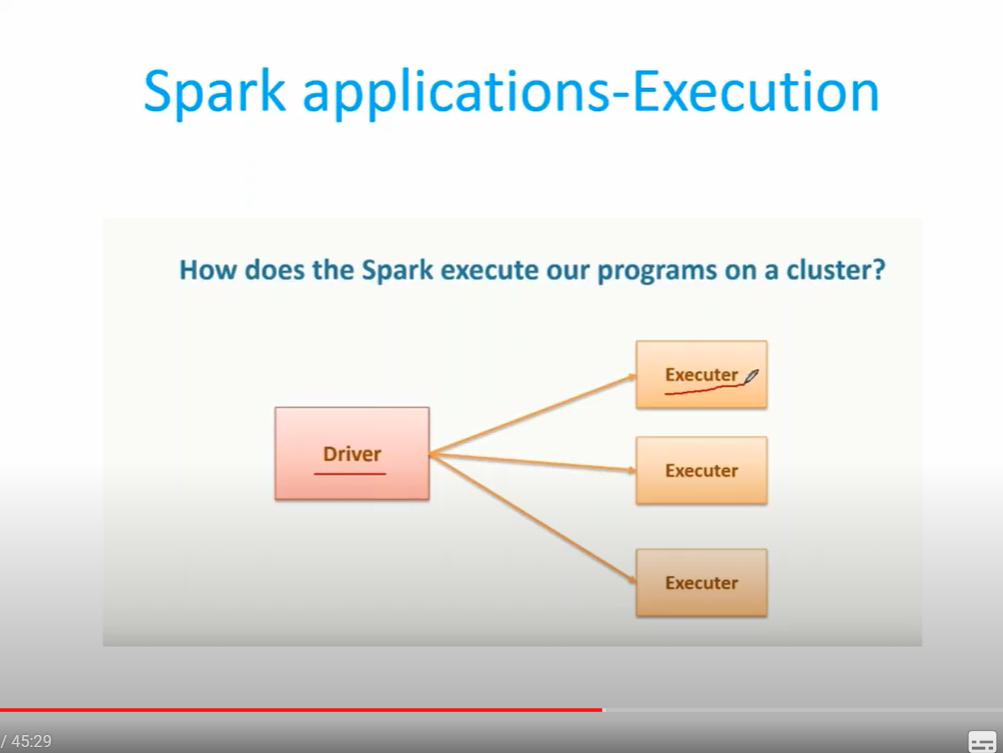 Spark applications-Execution
How does the Spark execute our programs on a cluster?
Executer
Driver
Executer
Executer
/ 45:29